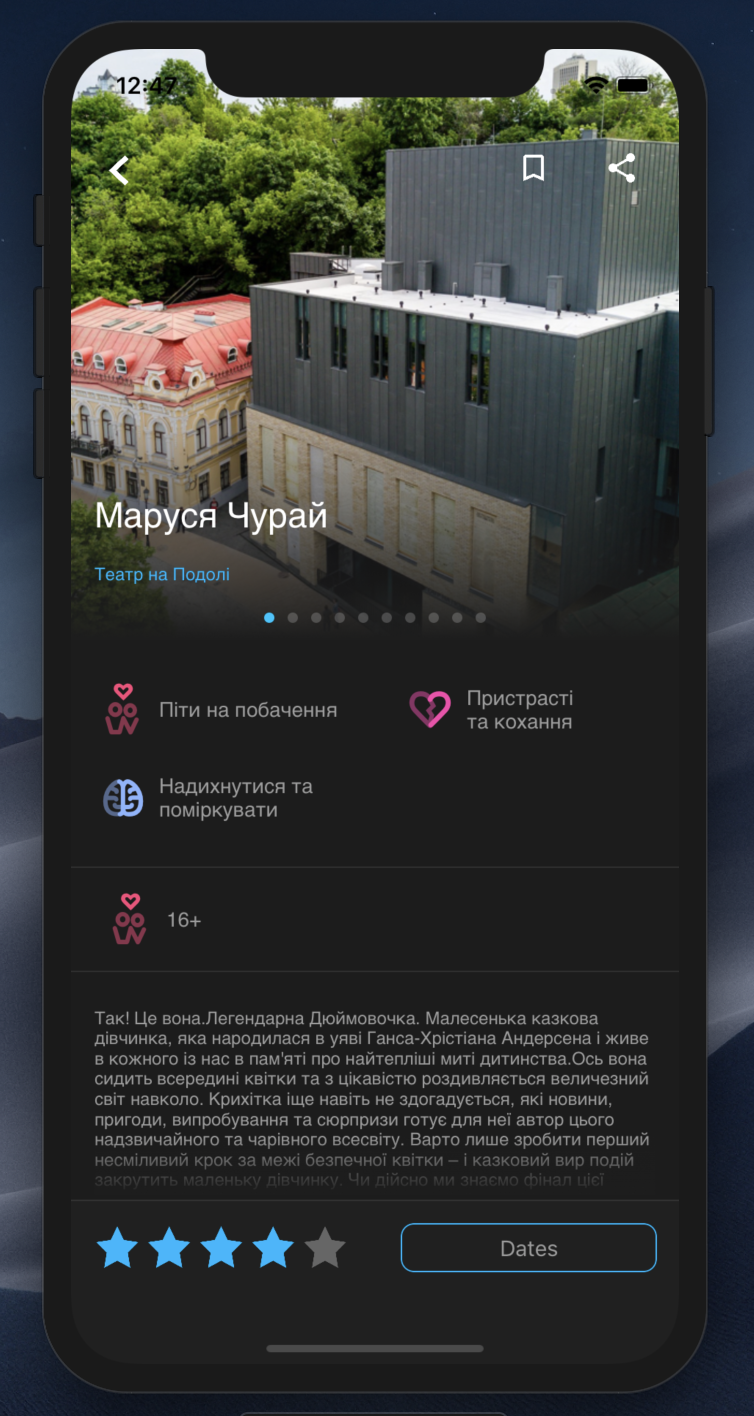 12:47
Маруся Чурай
Театр на Подолі
Піти на побачення
Пристрасті
та кохання
Надихнутися та
поміркувати
16+
Так! Це вона.Легендарна Дюймовочка. Малесенька казкова
дівчинка, яка народилася в уяві Ганса-Хрістіана Андерсена і живе
в кожного із нас в пам'яті про найтепліші миті дитинства.Ось вона
сидить всередині квітки та з цікавістю роздивляється величезний
світ навколо. Крихітка іще навіть не здогадується, які новини,
пригоди, випробування та сюрпризи готує для неї автор цього
надзвичайного та чарівного всесвіту. Варто лише зробити перший
несміливий крок за межі безпечної квітки – і казковий вир подій
закрутить маленьку дівчинку. Чи дійсно ми знаємо фінал цієї
Dates